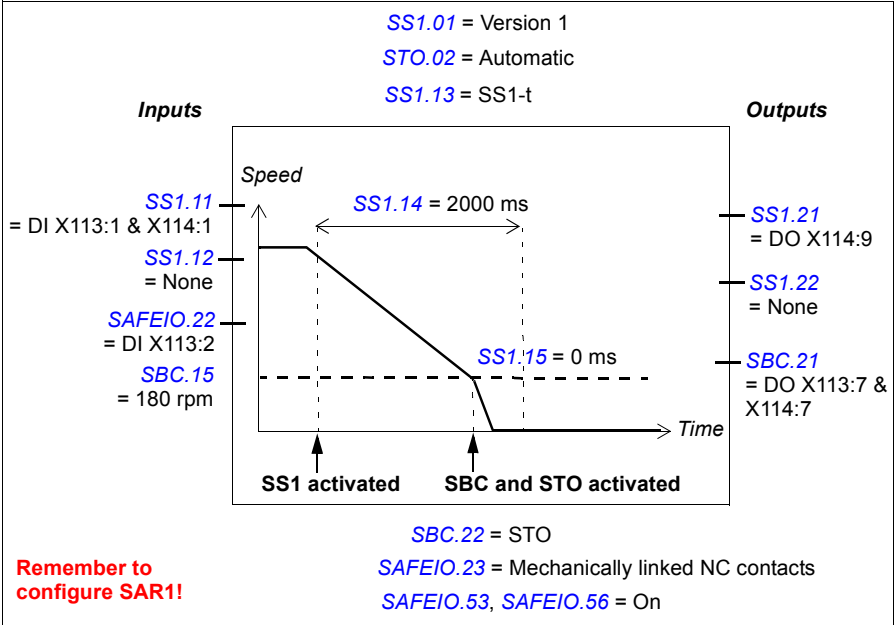 SS1.01 = Version 1
STO.02 = Automatic
SS1.13 = SS1-t
Inputs
Outputs
Speed
SS1.11
= DI X113:1 & X114:1
SS1.12
= None
SAFEIO.22
= DI X113:2
SBC.15
= 180 rpm
SS1.14 = 2000 ms
SS1.15 = 0 ms
Time
SS1 activated
SBC and STO activated
SS1.21
= DO X114:9
SS1.22
= None
SBC.21
= DO X113:7 &
X114:7
SBC.22 = STO
SAFEIO.23 = Mechanically linked NC contacts
SAFEIO.53, SAFEIO.56 = On
Remember to
configure SAR1!